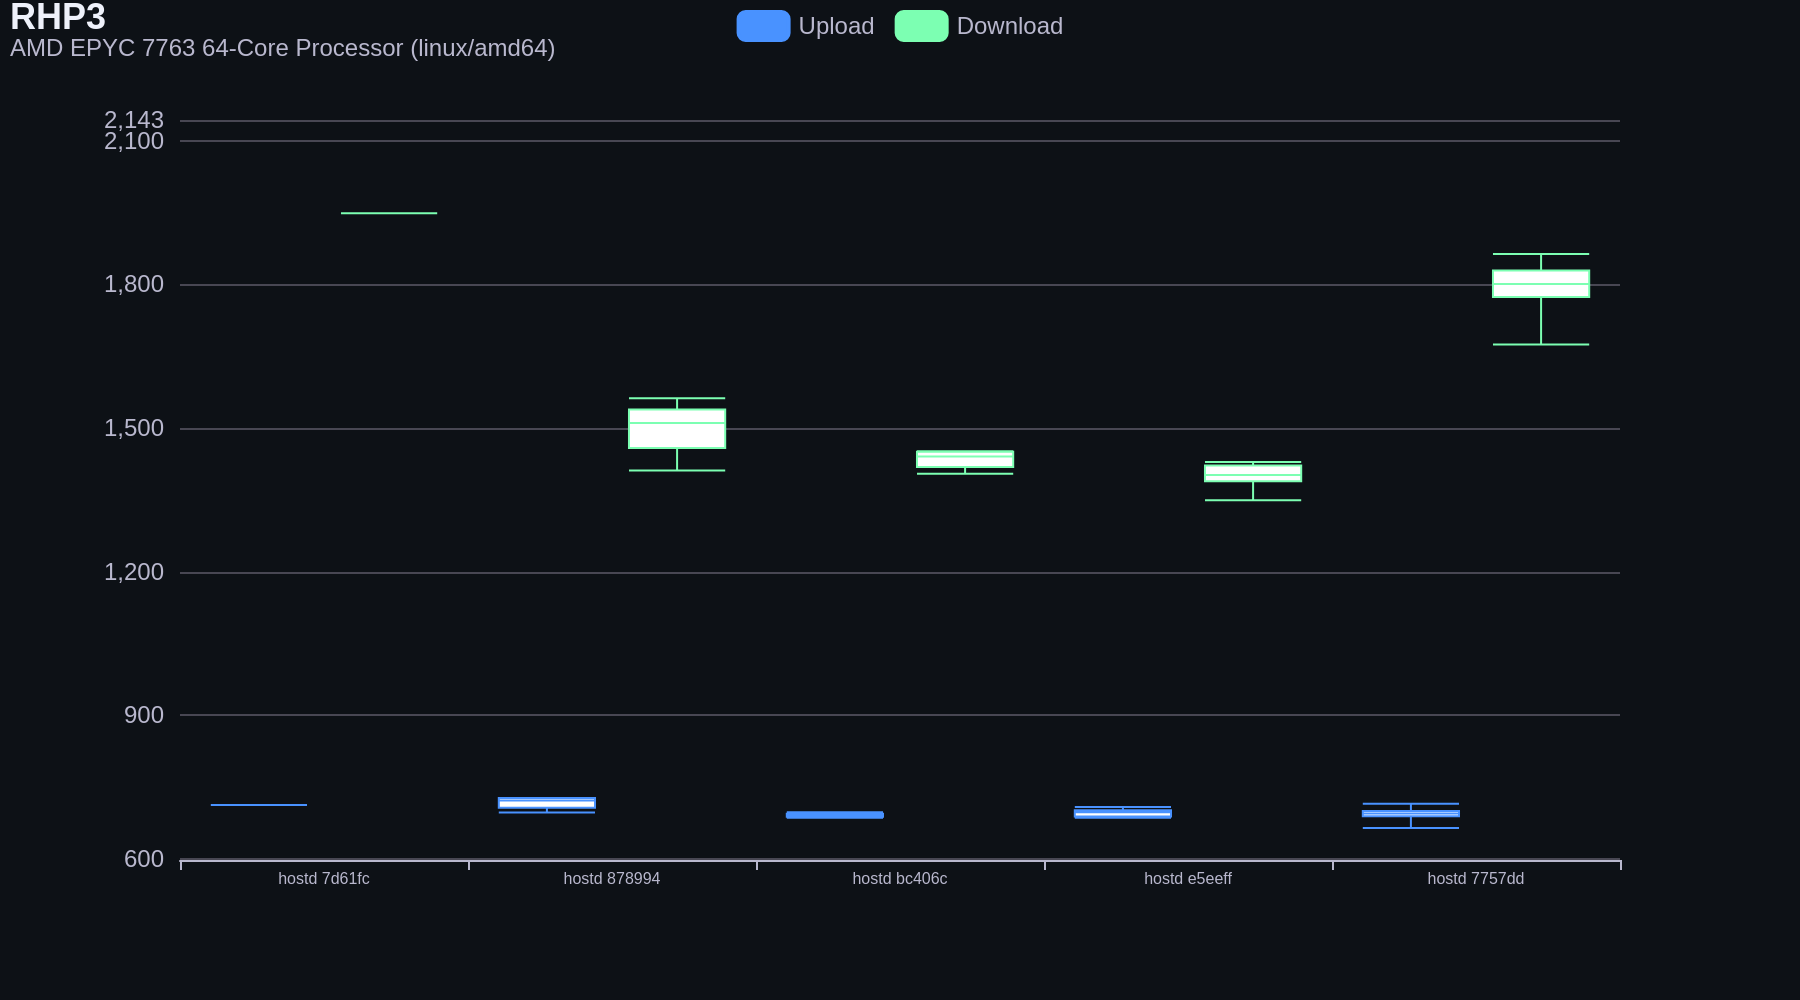 RHP3
AMD EPYC 7763 64-Core Processor (linux/amd64)
Upload
Download
2,143
2,100
1,800
1,500
1,200
900
600
hostd 7d61fc
hostd 878994
hostd bc406c
hostd e5eeff
hostd 7757dd